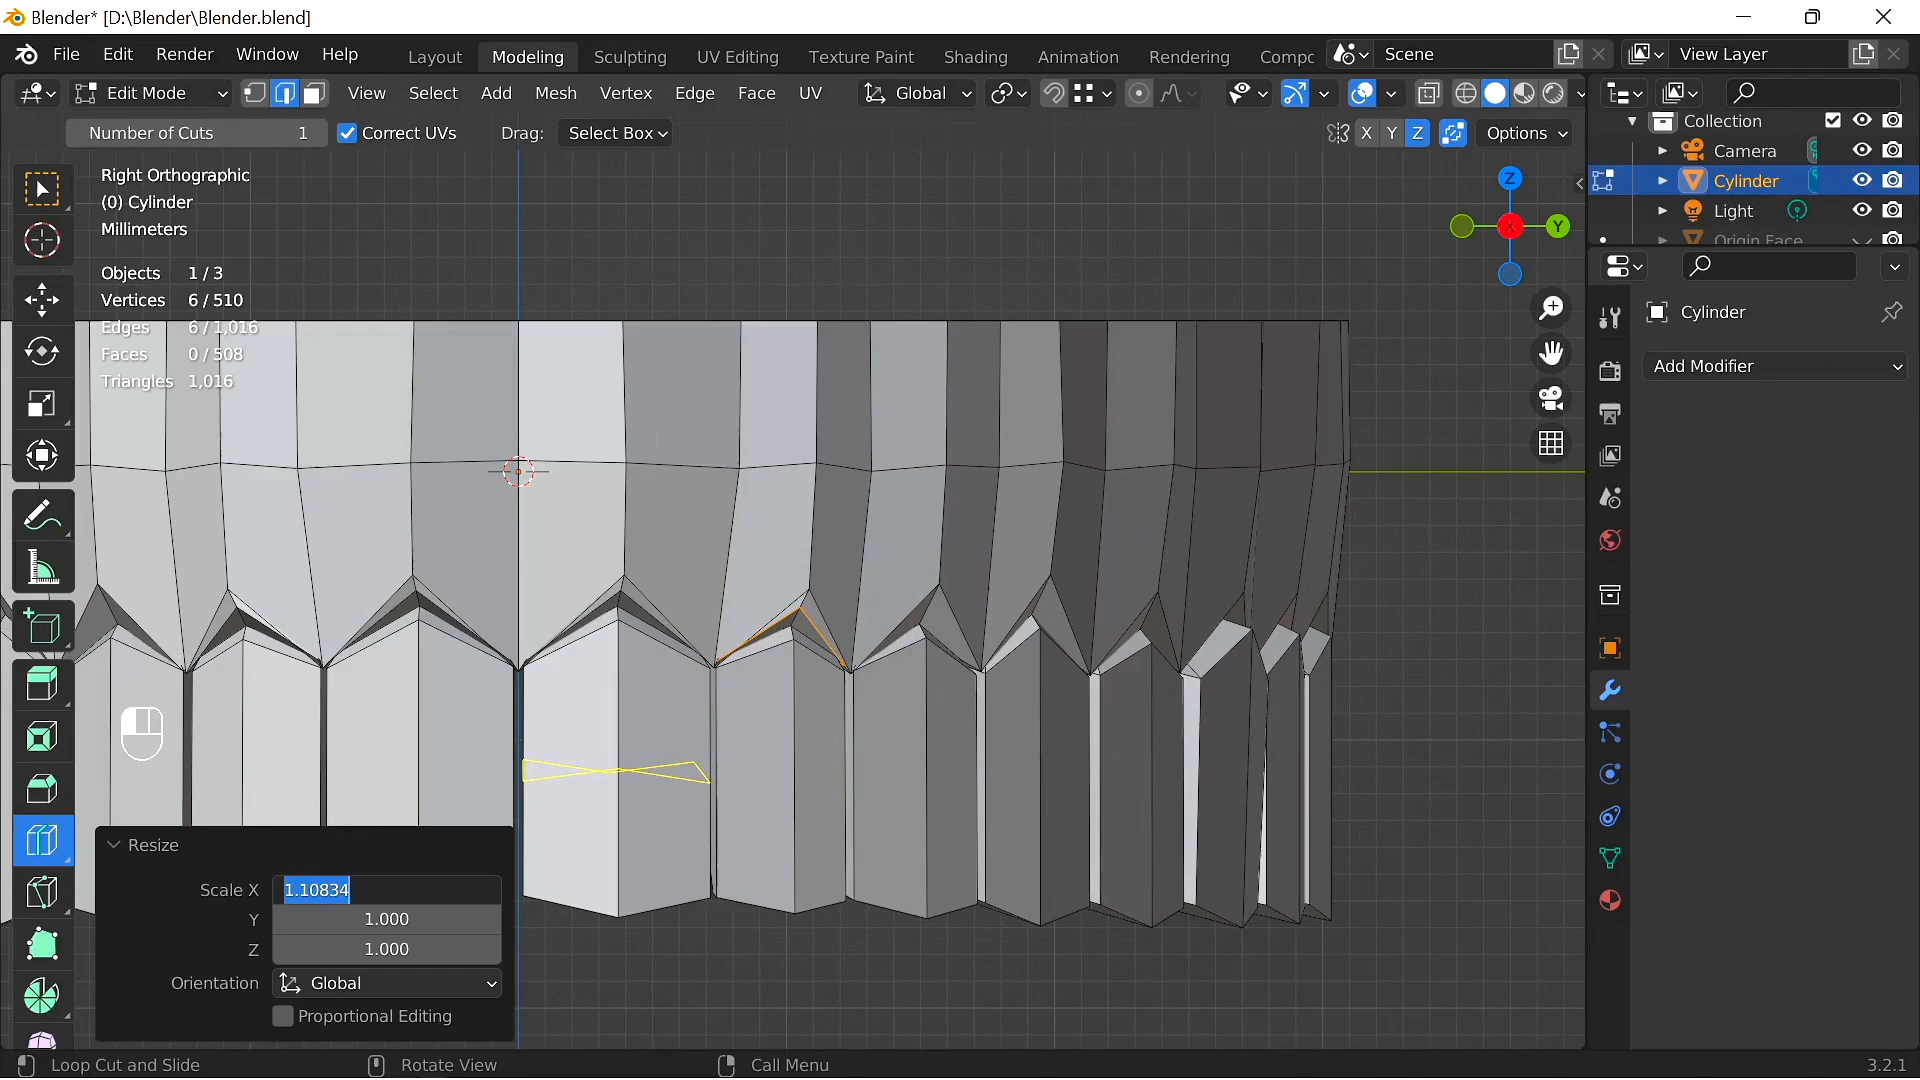 Blender* [D:\Blender\Blender.blend]
File Edit Render Window Help Layout Modeling Sculpting UV Editing Texture Paint Shading Animation Rendering Compc Scene View Layer
Edit Mode View Select Add Mesh Vertex Edge Face UV Global
Number of Cuts 1 Correct UVs Drag: Select Box X Y Z Options
Collection
Camera
Cylinder
Light
Origin Face
Right Orthographic
(0) Cylinder
Millimeters
Objects 1 / 3
Vertices 6 / 510
Edges 6 / 1,016
Faces 0 / 508
Triangles 1,016
Z
X
Y
Cylinder
Add Modifier
Resize
Scale X 1.10834
Y 1.000
Z 1.000
Orientation Global
Proportional Editing
Loop Cut and Slide Rotate View Call Menu 3.2.1